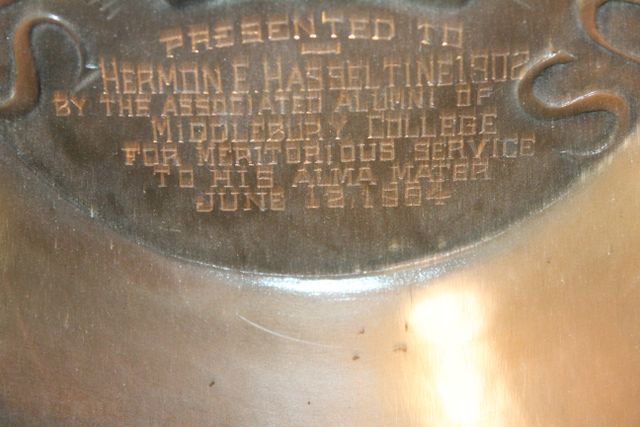 PRESENTED TO
HERMON E. HASSELTINE 1902
BY THE ASSOCIATED ALUMNI OF
MIDDLEBURY COLLEGE
FOR MERITORIOUS SERVICE
TO HIS ALMA MATER
JUNE 12, 1954